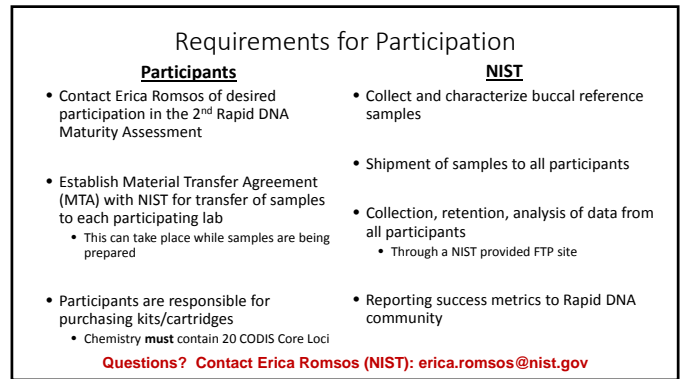 Requirements for Participation
Participants
• Contact Erica Romsos of desired
participation in the 2nd Rapid DNA
Maturity Assessment
• Establish Material Transfer Agreement
(MTA) with NIST for transfer of samples
to each participating lab
• This can take place while samples are being
prepared
• Participants are responsible for
purchasing kits/cartridges
• Chemistry must contain 20 CODIS Core Loci
NIST
• Collect and characterize buccal reference
samples
• Shipment of samples to all participants
• Collection, retention, analysis of data from
all participants
• Through a NIST provided FTP site
• Reporting success metrics to Rapid DNA
community
Questions? Contact Erica Romsos (NIST): erica.romsos@nist.gov